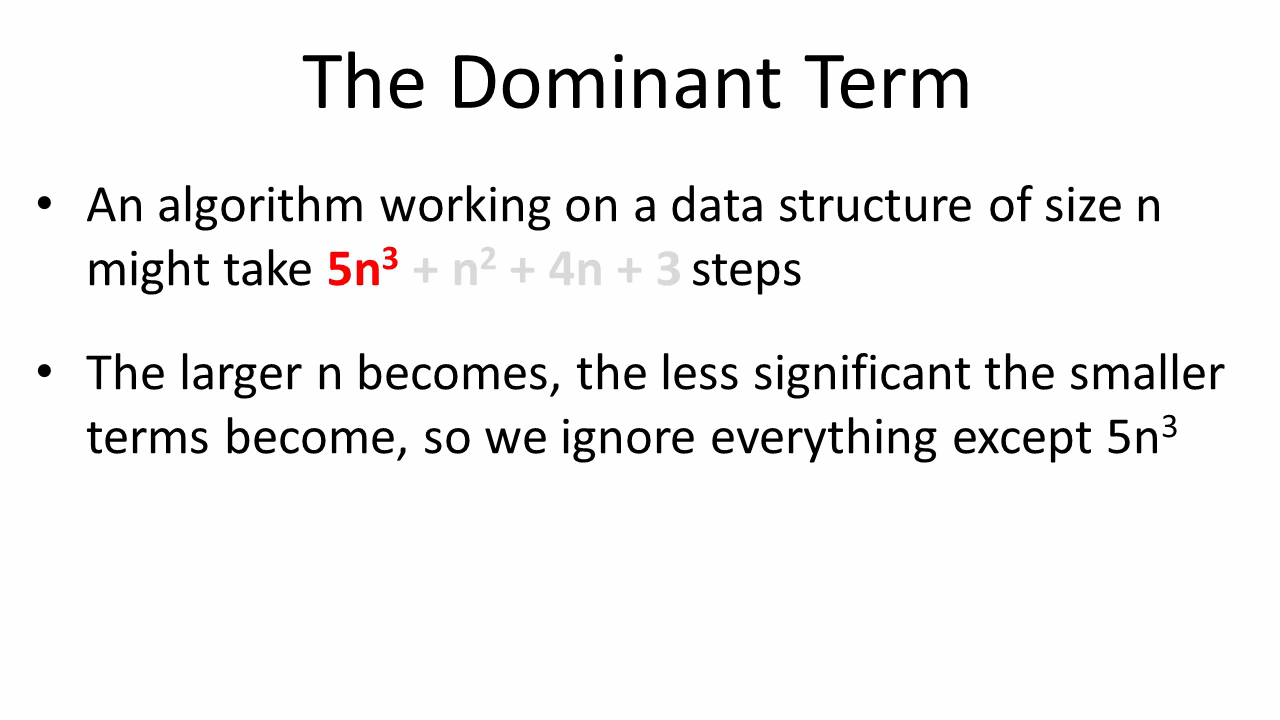 The Dominant Term
• An algorithm working on a data structure of size n
might take 5n³ + n² + 4n + 3 steps
• The larger n becomes, the less significant the smaller
terms become, so we ignore everything except 5n³